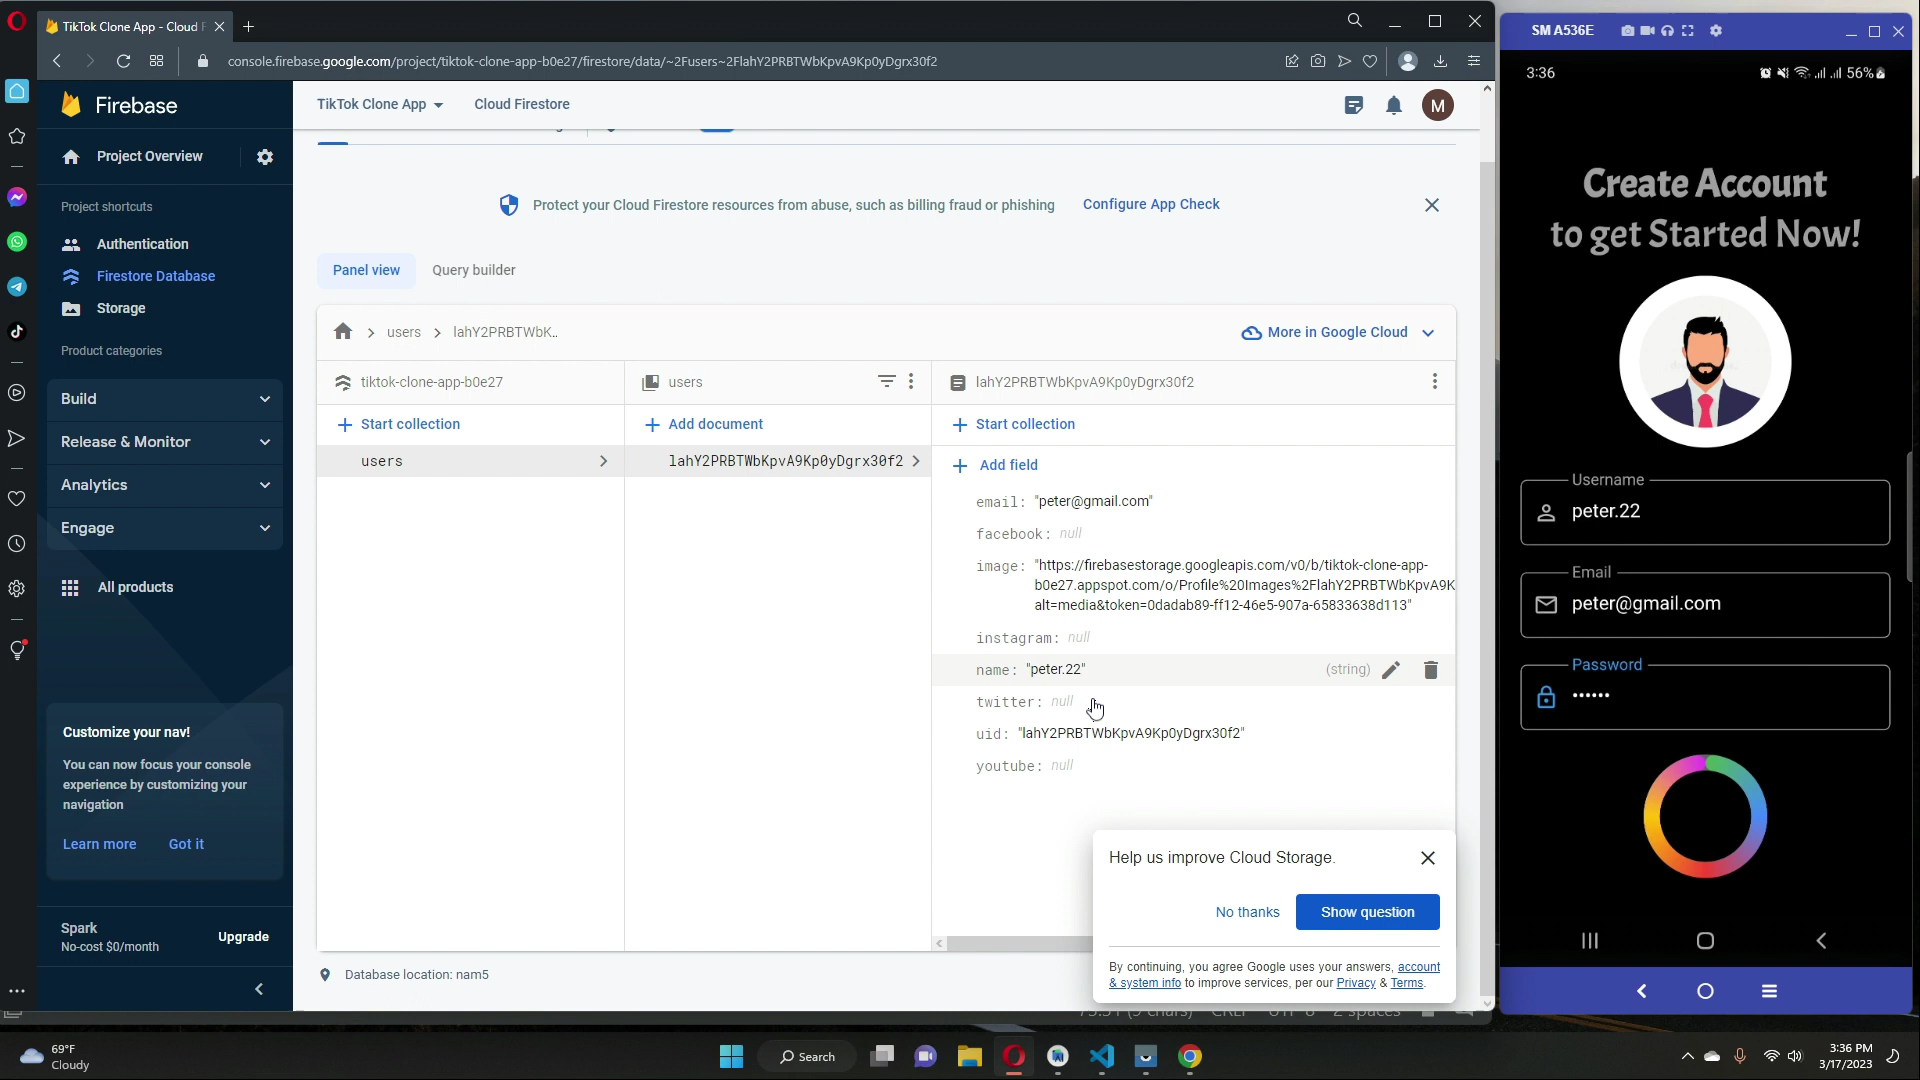 TikTok Clone App - Cloud F
console.firebase.google.com/project/tiktok-clone-app-b0e27/firestore/data/~2Fusers~2FlahY2PRBTWbKpvA9Kp0yDgrx30f2
Firebase
Project Overview
Project shortcuts
Authentication
Firestore Database
Storage
Product categories
Build
Release & Monitor
Analytics
Engage
All products
Customize your nav!
You can now focus your console
experience by customizing your
navigation
Learn more Got it
Spark
No-cost $0/month
Upgrade
TikTok Clone App
Cloud Firestore
M
Protect your Cloud Firestore resources from abuse, such as billing fraud or phishing
Configure App Check
Panel view
Query builder
users
lahY2PRBTWbK..
More in Google Cloud
tiktok-clone-app-b0e27
Start collection
users
users
Add document
lahY2PRBTWbKpvA9Kp0yDgrx30f2
lahY2PRBTWbKpvA9Kp0yDgrx30f2
Start collection
Add field
email: "peter@gmail.com"
facebook: null
image: "https://firebasestorage.googleapis.com/v0/b/tiktok-clone-app-
b0e27.appspot.com/o/Profile%20Images%2FlahY2PRBTWbKpvA9K
alt=media&token=0dadab89-ff12-46e5-907a-65833638d113"
instagram: null
name: "peter.22" (string)
twitter: null
uid: "lahY2PRBTWbKpvA9Kp0yDgrx30f2"
youtube: null
Help us improve Cloud Storage.
No thanks
Show question
By continuing, you agree Google uses your answers, account
& system info to improve services, per our Privacy & Terms.
Database location: nam5
SM A536E
3:36
56%
Create Account
to get Started Now!
Username
peter.22
Email
peter@gmail.com
Password
••••••
69°F
Cloudy
Search
3:36 PM
3/17/2023